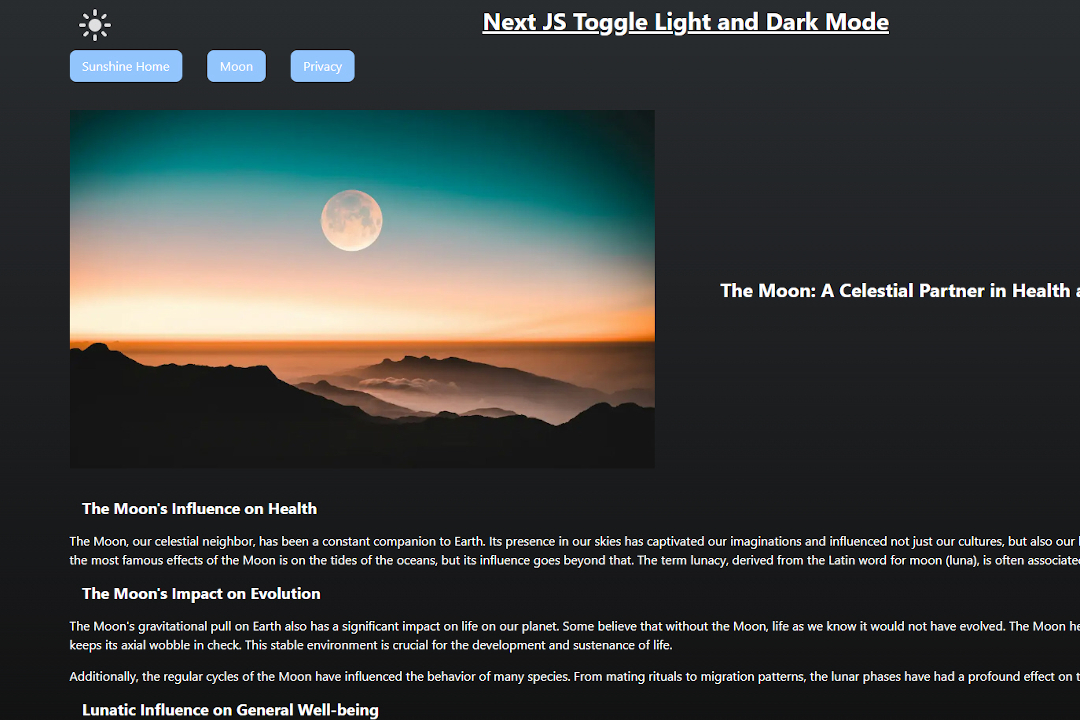 Next JS Toggle Light and Dark Mode
Sunshine Home
Moon
Privacy
The Moon: A Celestial Partner in Health
The Moon's Influence on Health
The Moon, our celestial neighbor, has been a constant companion to Earth. Its presence in our skies has captivated our imaginations and influenced not just our cultures, but also our
the most famous effects of the Moon is on the tides of the oceans, but its influence goes beyond that. The term lunacy, derived from the Latin word for moon (luna), is often associated
The Moon's Impact on Evolution
The Moon's gravitational pull on Earth also has a significant impact on life on our planet. Some believe that without the Moon, life as we know it would not have evolved. The Moon
keeps its axial wobble in check. This stable environment is crucial for the development and sustenance of life.
Additionally, the regular cycles of the Moon have influenced the behavior of many species. From mating rituals to migration patterns, the lunar phases have had a profound effect on
Lunatic Influence on General Well-being